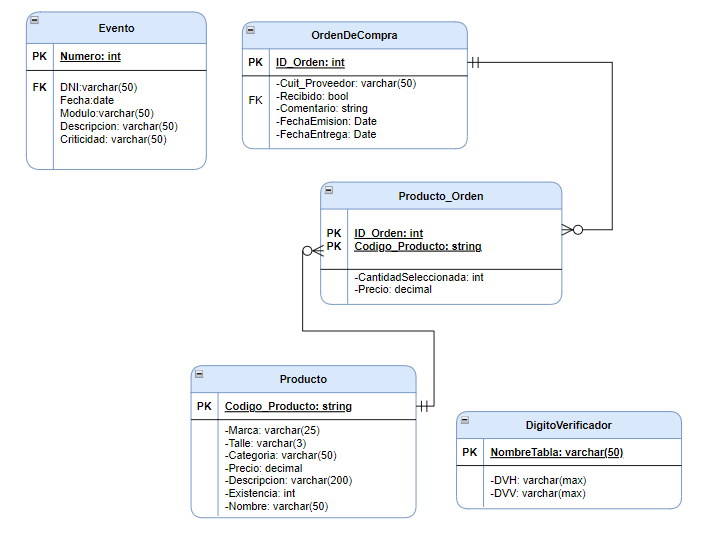 Evento
PK Numero: int
FK DNI:varchar(50)
Fecha:date
Modulo:varchar(50)
Descripcion: varchar(50)
Criticidad: varchar(50)
OrdenDeCompra
PK ID_Orden: int
-Cuit_Proveedor: varchar(50)
FK -Recibido: bool
-Comentario: string
-FechaEmision: Date
-FechaEntrega: Date
Producto_Orden
PK ID_Orden: int
PK Codigo_Producto: string
-CantidadSeleccionada: int
-Precio: decimal
Producto
PK Codigo_Producto: string
-Marca: varchar(25)
-Talle: varchar(3)
-Categoria: varchar(50)
-Precio: decimal
-Descripcion: varchar(200)
-Existencia: int
-Nombre: varchar(50)
DigitoVerificador
PK NombreTabla: varchar(50)
-DVH: varchar(max)
-DVV: varchar(max)